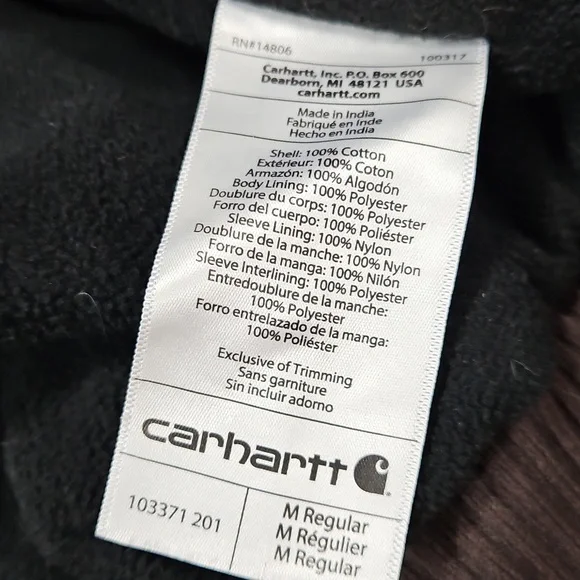 RN#14806 100317
Carhartt, Inc. P.O. Box 600
Dearborn, MI 48121 USA
carhartt.com
Made in India
Fabriqué en Inde
Hecho en India
Shell: 100% Cotton
Extérieur: 100% Coton
Armazón: 100% Algodón
Body Lining: 100% Polyester
Doublure du corps: 100% Polyester
Forro del cuerpo: 100% Poliéster
Sleeve Lining: 100% Nylon
Doublure de la manche: 100% Nylon
Forro de la manga: 100% Nilón
Sleeve Interlining: 100% Polyester
Entredoublure de la manche:
100% Polyester
Forro entrelazado de la manga:
100% Poliéster
Exclusive of Trimming
Sans garniture
Sin incluir adorno
carhartt
103371 201
M Regular
M Régulier
M Regular